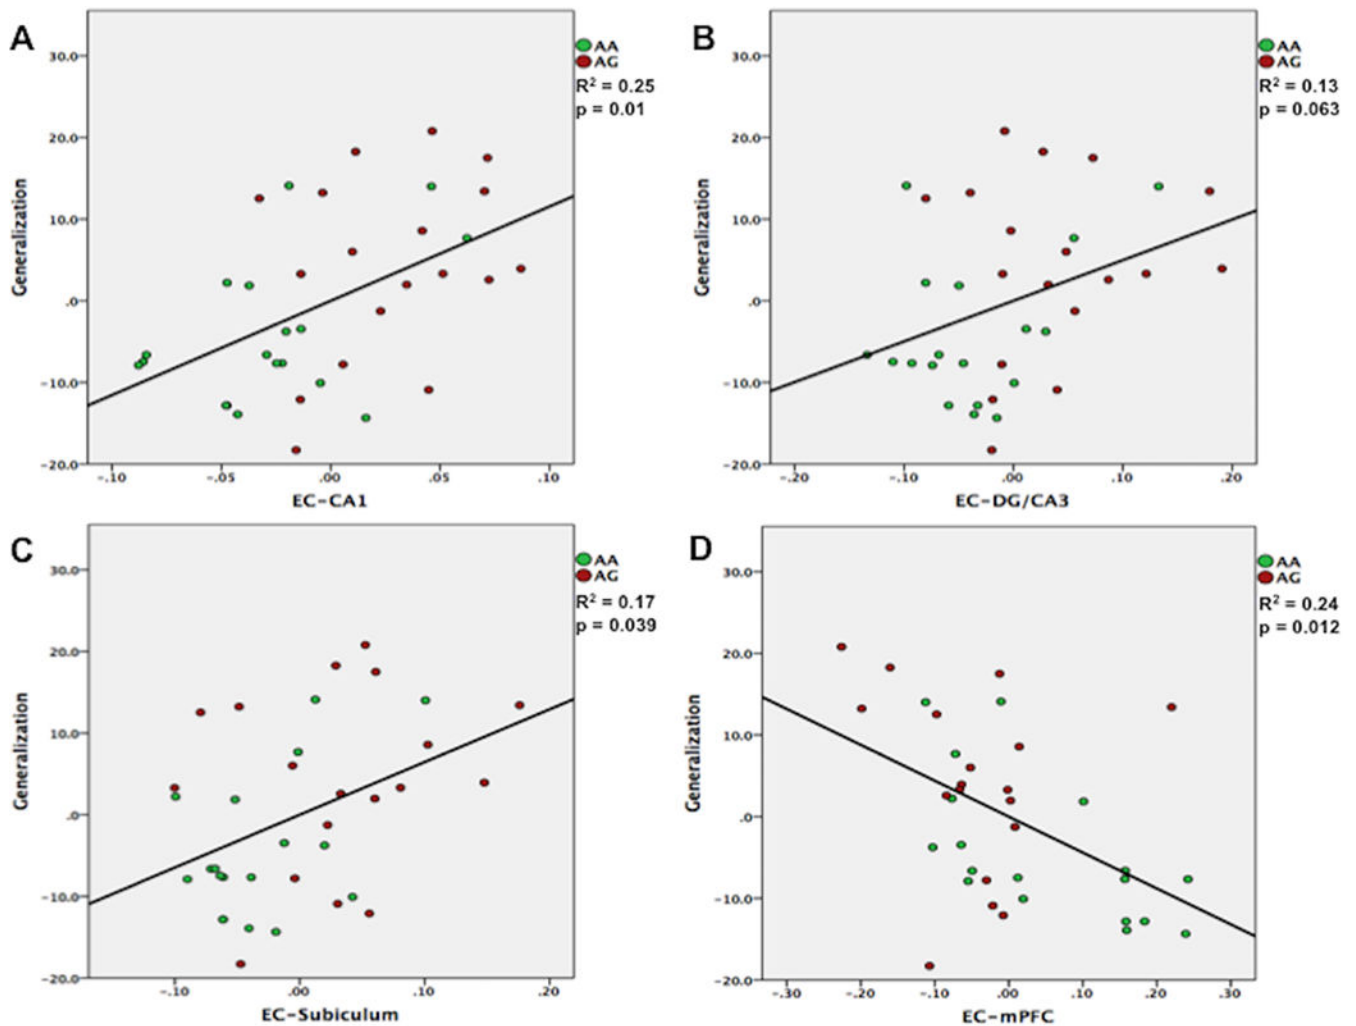 A
AA
AG
R² = 0.25
p = 0.01
30.0
20.0
10.0
.0
-10.0
-20.0
Generalization
-.10
-.05
.00
.05
.10
EC-CA1
B
AA
AG
R² = 0.13
p = 0.063
30.0
20.0
10.0
.0
-10.0
-20.0
Generalization
-.20
-.10
.00
.10
.20
EC-DG/CA3
C
AA
AG
R² = 0.17
p = 0.039
30.0
20.0
10.0
.0
-10.0
-20.0
Generalization
-.10
.00
.10
.20
EC-Subiculum
D
AA
AG
R² = 0.24
p = 0.012
30.0
20.0
10.0
.0
-10.0
-20.0
Generalization
-.30
-.20
-.10
.00
.10
.20
.30
EC-mPFC